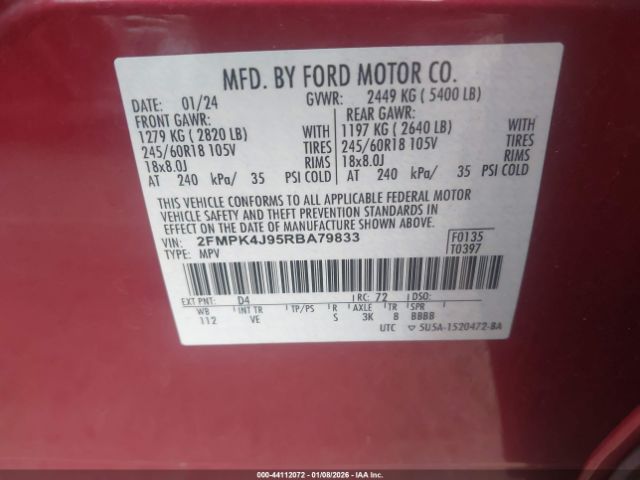 MFD. BY FORD MOTOR CO.
DATE: 01/24 GVWR: 2449 KG ( 5400 LB)
FRONT GAWR: REAR GAWR:
1279 KG ( 2820 LB) WITH 1197 KG ( 2640 LB) WITH
245/60R18 105V TIRES 245/60R18 105V TIRES
18x8.0J RIMS 18x8.0J RIMS
AT 240 kPa/ 35 PSI COLD AT 240 kPa/ 35 PSI COLD
THIS VEHICLE CONFORMS TO ALL APPLICABLE FEDERAL MOTOR
VEHICLE SAFETY AND THEFT PREVENTION STANDARDS IN
EFFECT ON THE DATE OF MANUFACTURE SHOWN ABOVE.
VIN: 2FMPK4J95RBA79833 F0135
TYPE: MPV T0397
EXT PNT: D4 RC: 72 DSO:
WB INT TR TP/PS R AXLE TR SPR
112 VE S 3K 8 BBBB
UTC 5U5A-1520472-BA
000-44112072 - 01/08/2026 - IAA Inc.